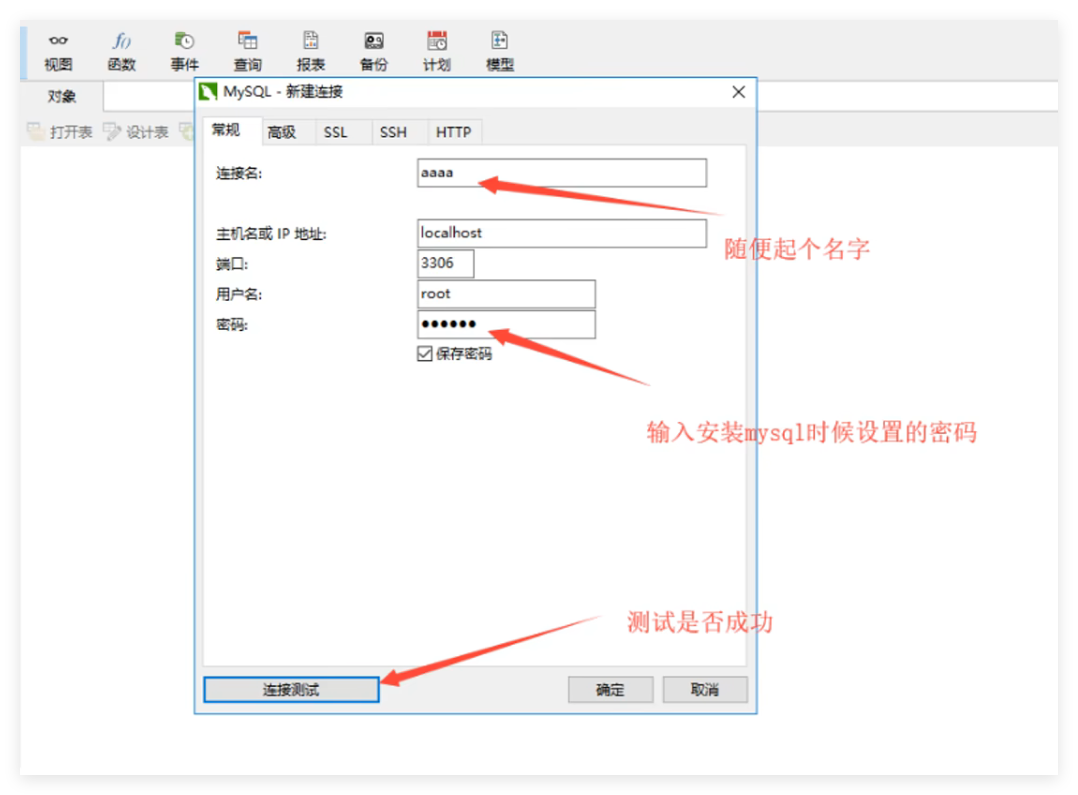 视图 函数 事件 查询 报表 备份 计划 模型
对象
打开表 设计表
MySQL - 新建连接
常规 高级 SSL SSH HTTP
连接名: aaaa
随便起个名字
主机名或 IP 地址: localhost
端口: 3306
用户名: root
密码: ●●●●●●
保存密码
输入安装mysql时候设置的密码
测试是否成功
连接测试 确定 取消